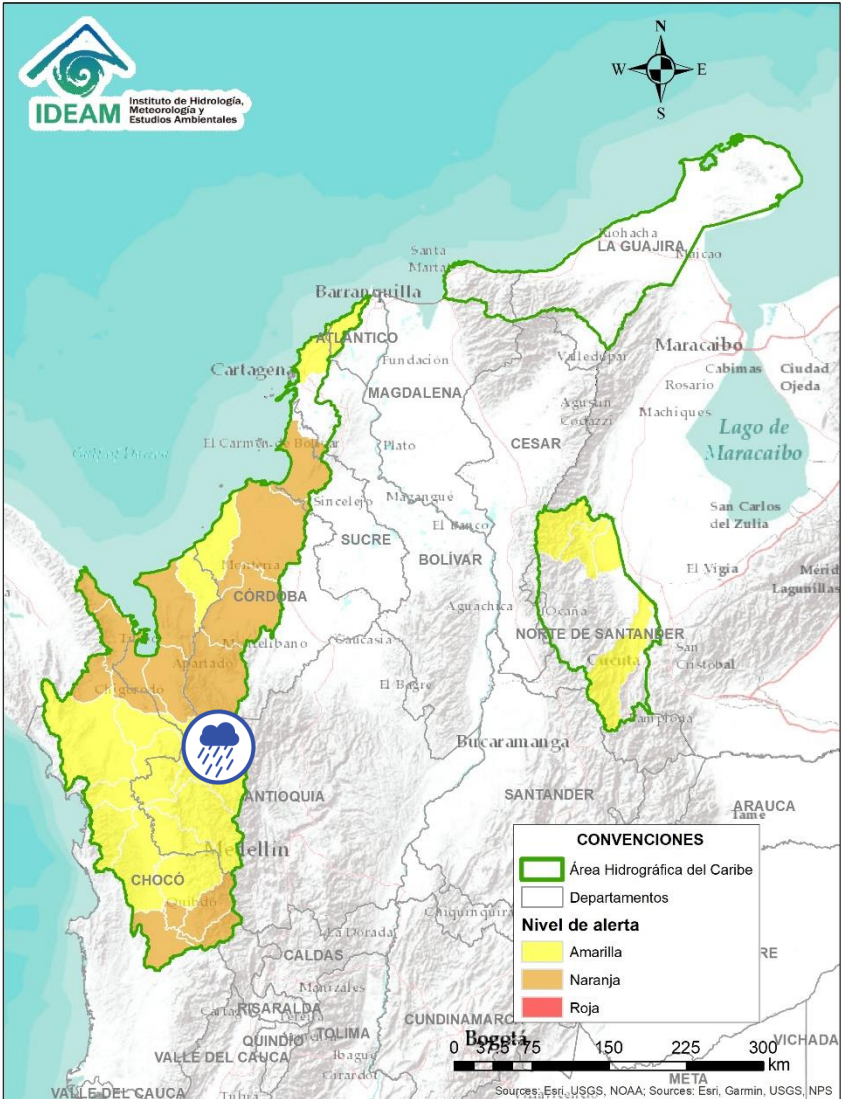 IDEAM
Instituto de Hidrología,
Meteorología y
Estudios Ambientales
N
W
E
S
Riohacha
LA GUAJIRA
Maicao
Santa
Marta
Barranquilla
ATLÁNTICO
Maracaibo
Cartagena
Fundación
Valledupar
Cabimas
Ciudad
Ojeda
Rosario
MAGDALENA
Machiques
Agustín
Codazzi
Lago de
Maracaibo
El Carmen de Bolívar
Plato
CESAR
Sincelejo
Magangué
San Carlos
del Zulia
El Banco
SUCRE
BOLÍVAR
Montería
El Vigía
Mérid
Lagunillas
CÓRDOBA
Aguachica
Ocaña
NORTE DE SANTANDER
Montelíbano
Caucasia
San
Cristóbal
Apartadó
Cúcuta
Chigorodó
El Bagre
Pamplona
Bucaramanga
ANTIOQUIA
SANTANDER
ARAUCA
Tame
Medellín
CHOCÓ
Quibdó
Chiquinquirá
La Dorada
CALDAS
Manizales
RISARALDA
Pereira
CUNDINAMARC
QUINDÍO
TOLIMA
Bogotá
VICHADA
VALLE DEL CAUCA
Ibagué
Girardot
META
VALLE DEL CAUCA
Tuluá
CONVENCIONES
Área Hidrográfica del Caribe
Departamentos
Nivel de alerta
Amarilla
Naranja
Roja
RE
0 37.5 75 150 225 300
km
Sources: Esri, USGS, NOAA; Sources: Esri, Garmin, USGS, NPS